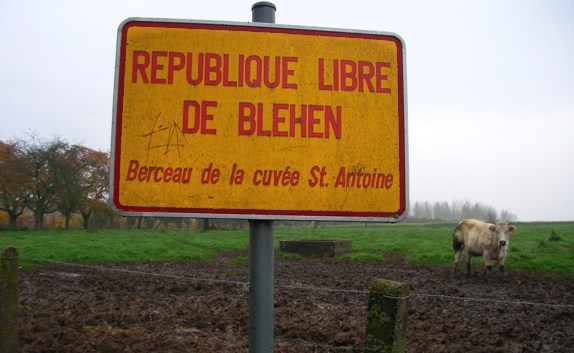 REPUBLIQUE LIBRE
DE BLEHEN
Berceau de la cuvée St. Antoine